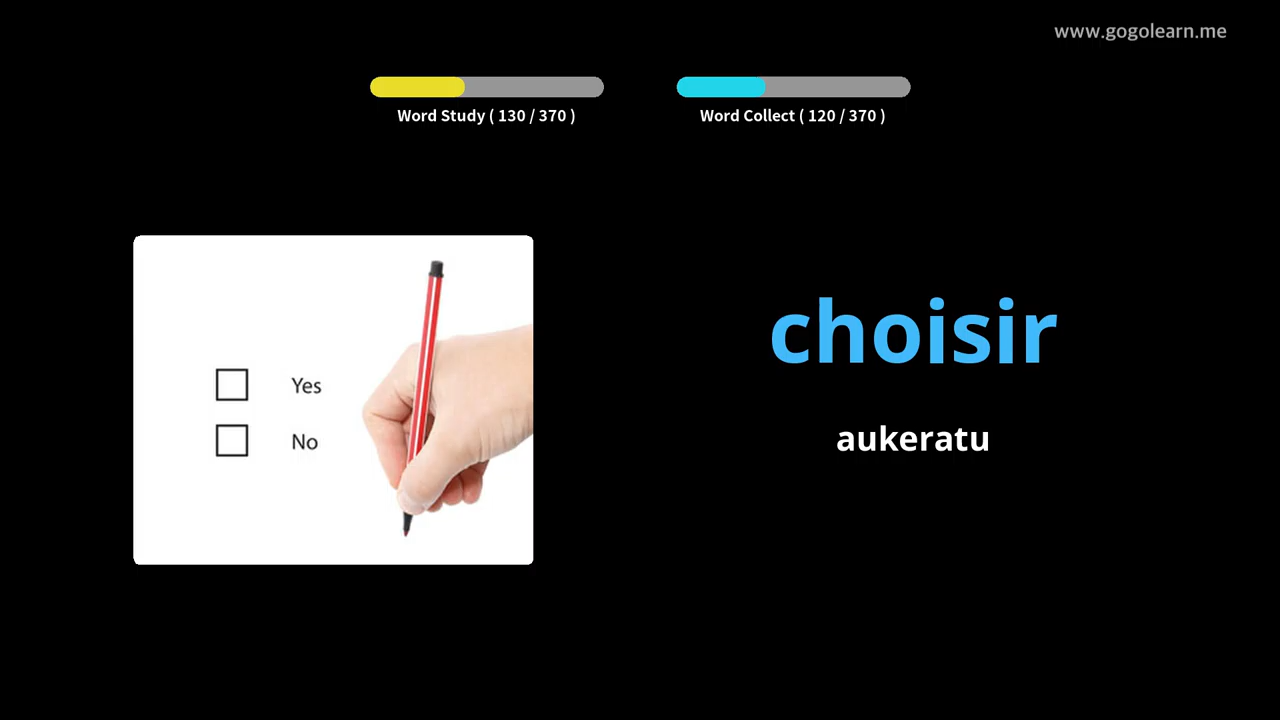 www.gogolearn.me
Word Study ( 130 / 370 )
Word Collect ( 120 / 370 )
Yes
No
choisir
aukeratu